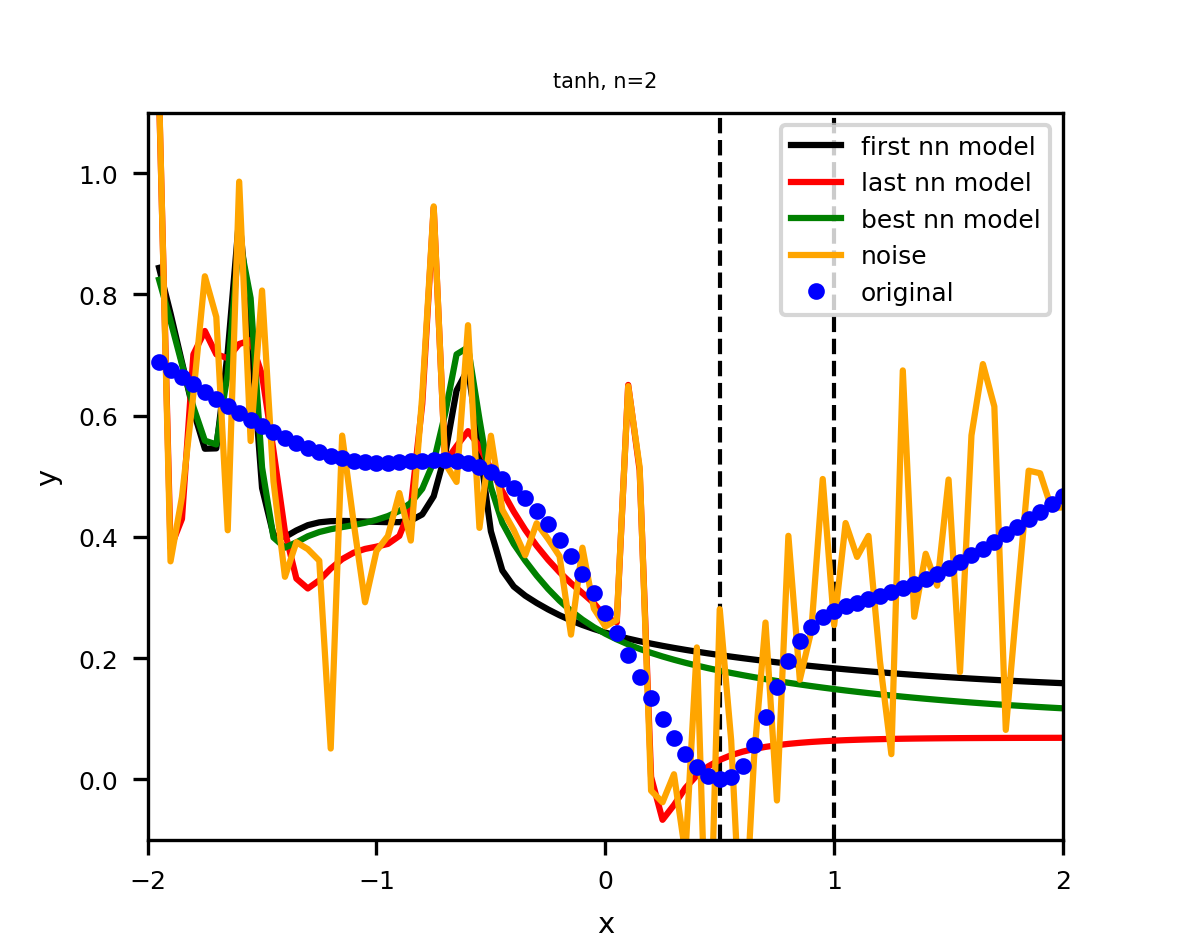 tanh, n=2
first nn model
last nn model
best nn model
noise
original
y
1.0
0.8
0.6
0.4
0.2
0.0
−2 −1 0 1 2
x